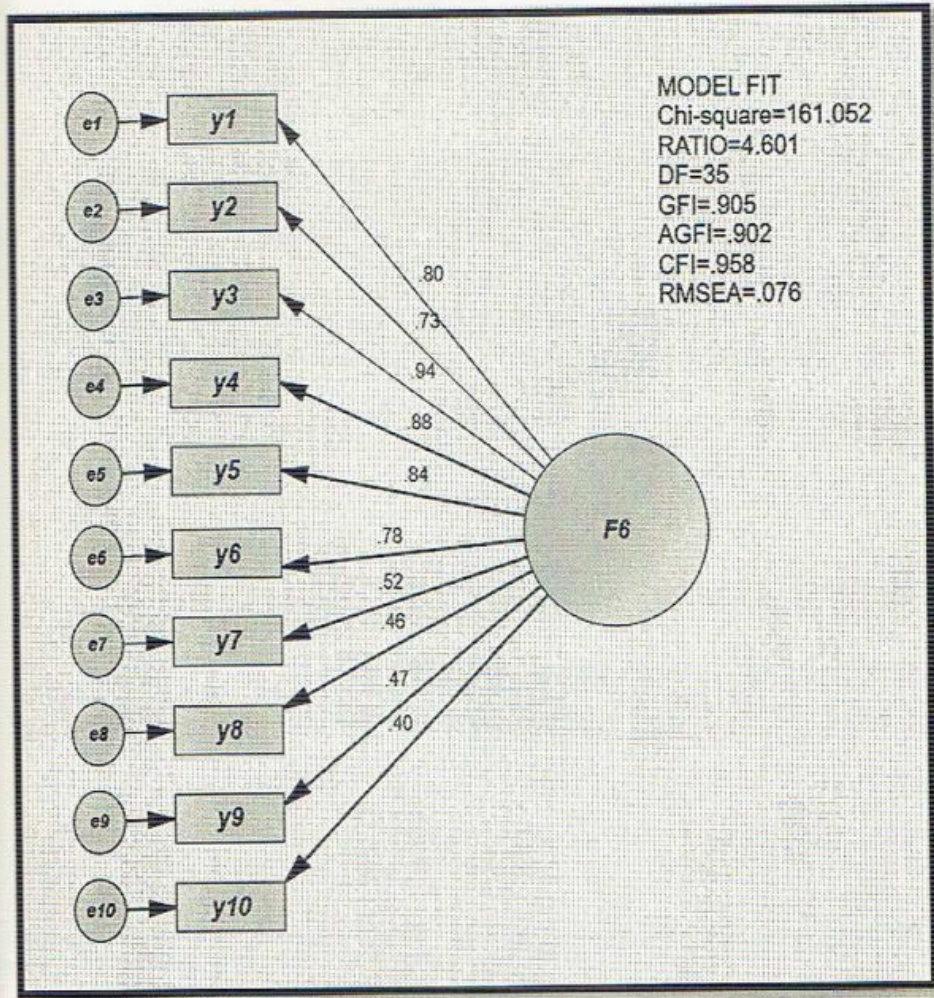 MODEL FIT
Chi-square=161.052
RATIO=4.601
DF=35
GFI=.905
AGFI=.902
CFI=.958
RMSEA=.076
e1 y1
e2 y2
e3 y3
e4 y4
e5 y5
e6 y6
e7 y7
e8 y8
e9 y9
e10 y10
.80
.73
.94
.88
.84
.78
.52
.46
.47
.40
F6